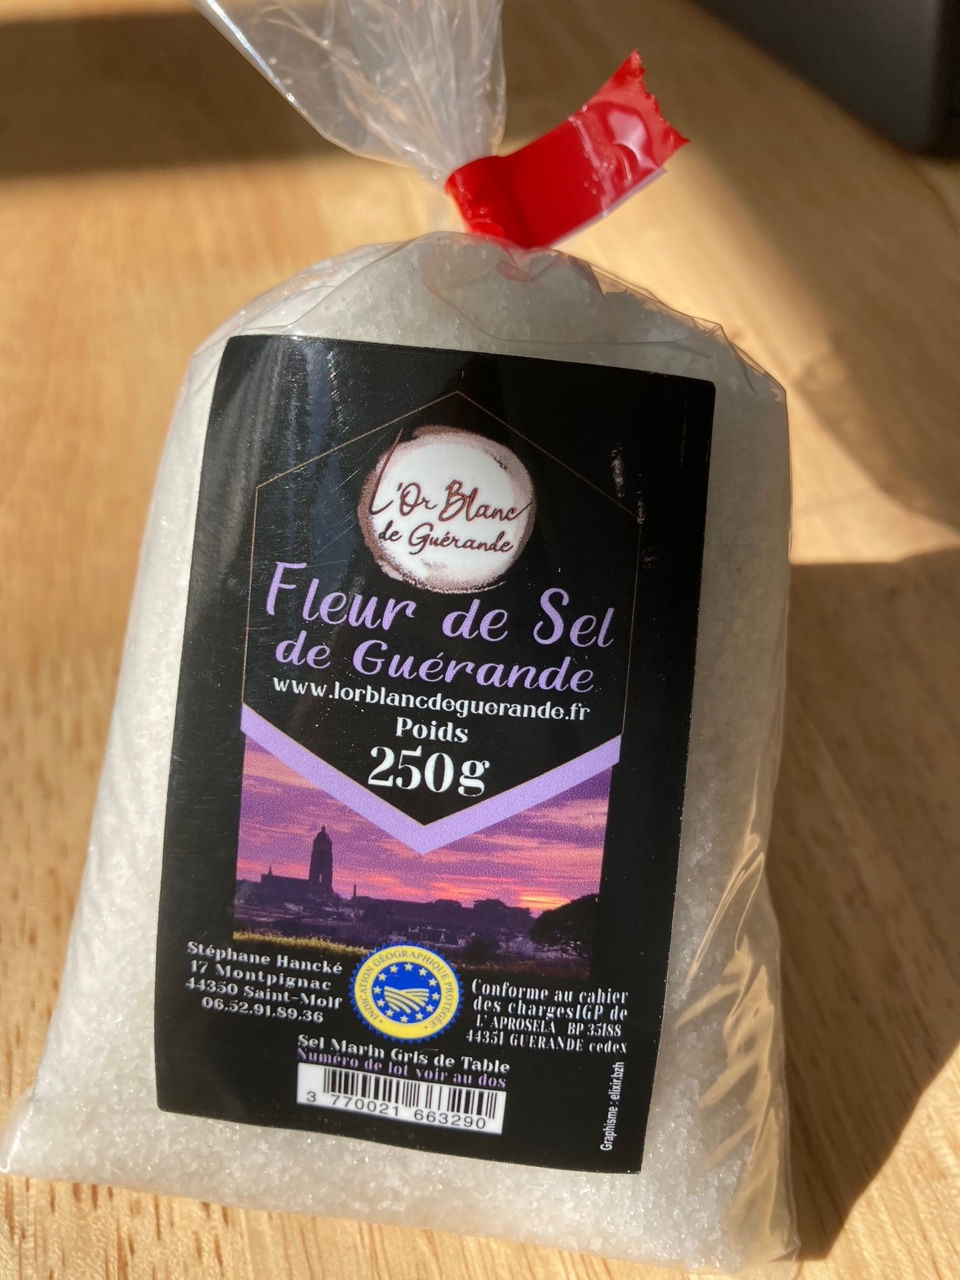 L'Or Blanc
de Guérande
Fleur de Sel
de Guérande
www.lorblancdeguerande.fr
Poids
250g
Stéphane Hancké
17 Montpignac
44350 Saint-Molf
06.52.91.89.36
INDICATION GÉOGRAPHIQUE PROTÉGÉE
Conforme au cahier
des chargesIGP de
L'APROSELA BP 35188
44351 GUERANDE cedex
Sel Marin Gris de Table
Numéro de lot voir au dos
3 770021 663290
Graphisme : elixir.bzh